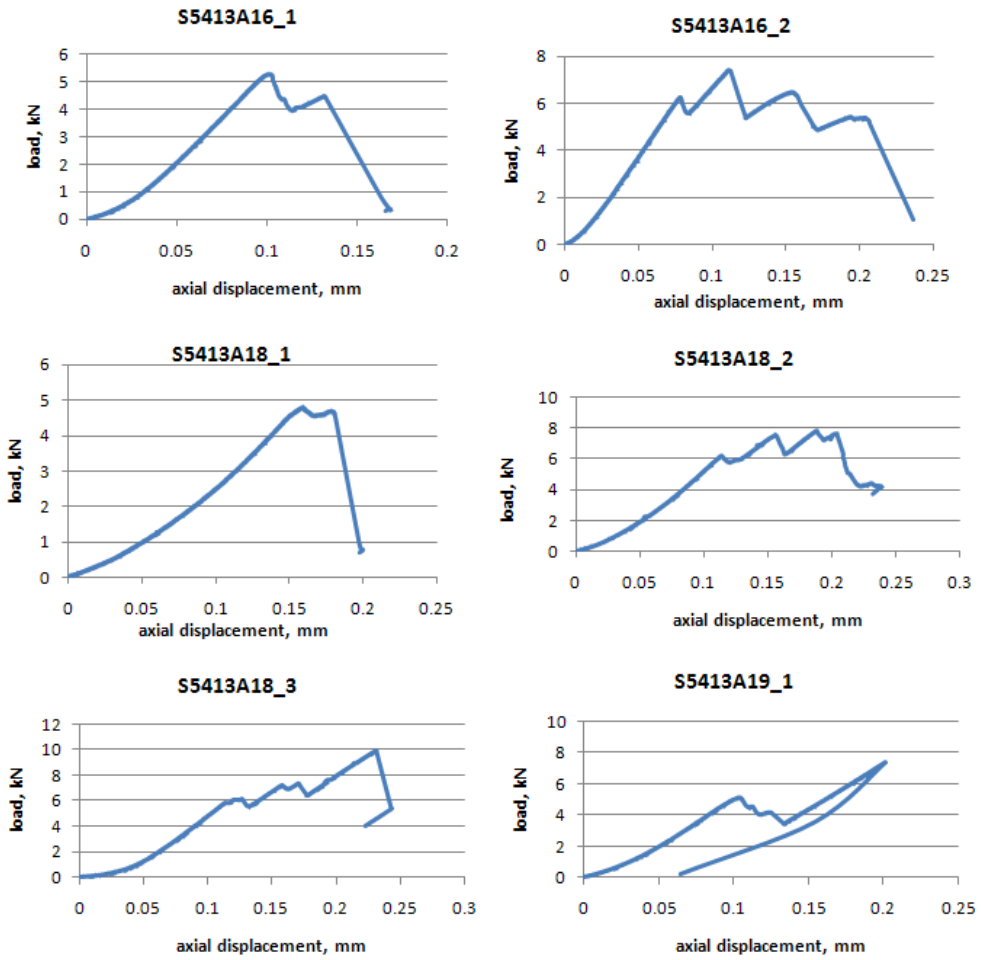 S5413A16_1
6
5
4
3
2
1
0
load, kN
0 0.05 0.1 0.15 0.2
axial displacement, mm
S5413A16_2
8
6
4
2
0
load, kN
0 0.05 0.1 0.15 0.2 0.25
axial displacement, mm
S5413A18_1
6
5
4
3
2
1
0
load, kN
0 0.05 0.1 0.15 0.2 0.25
axial displacement, mm
S5413A18_2
10
8
6
4
2
0
load, kN
0 0.05 0.1 0.15 0.2 0.25 0.3
axial displacement, mm
S5413A18_3
12
10
8
6
4
2
0
load, kN
0 0.05 0.1 0.15 0.2 0.25 0.3
axial displacement, mm
S5413A19_1
10
8
6
4
2
0
load, kN
0 0.05 0.1 0.15 0.2 0.25
axial displacement, mm